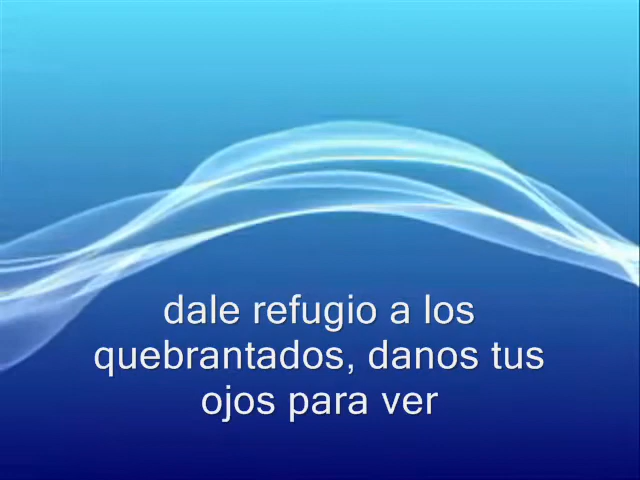 dale refugio a los
quebrantados, danos tus
ojos para ver